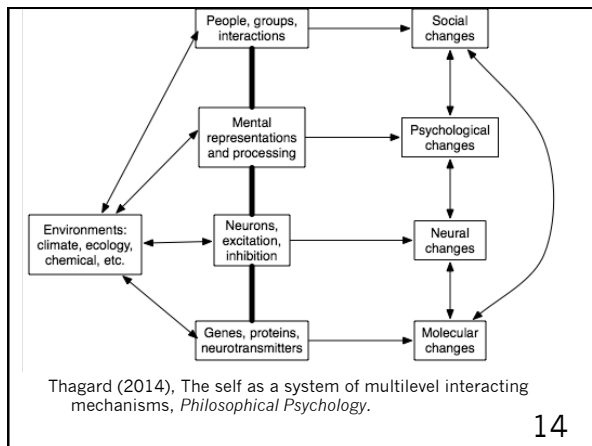 People, groups,
interactions
Social
changes
Mental
representations
and processing
Psychological
changes
Environments:
climate, ecology,
chemical, etc.
Neurons,
excitation,
inhibition
Neural
changes
Genes, proteins,
neurotransmitters
Molecular
changes
Thagard (2014), The self as a system of multilevel interacting
mechanisms, Philosophical Psychology.
14